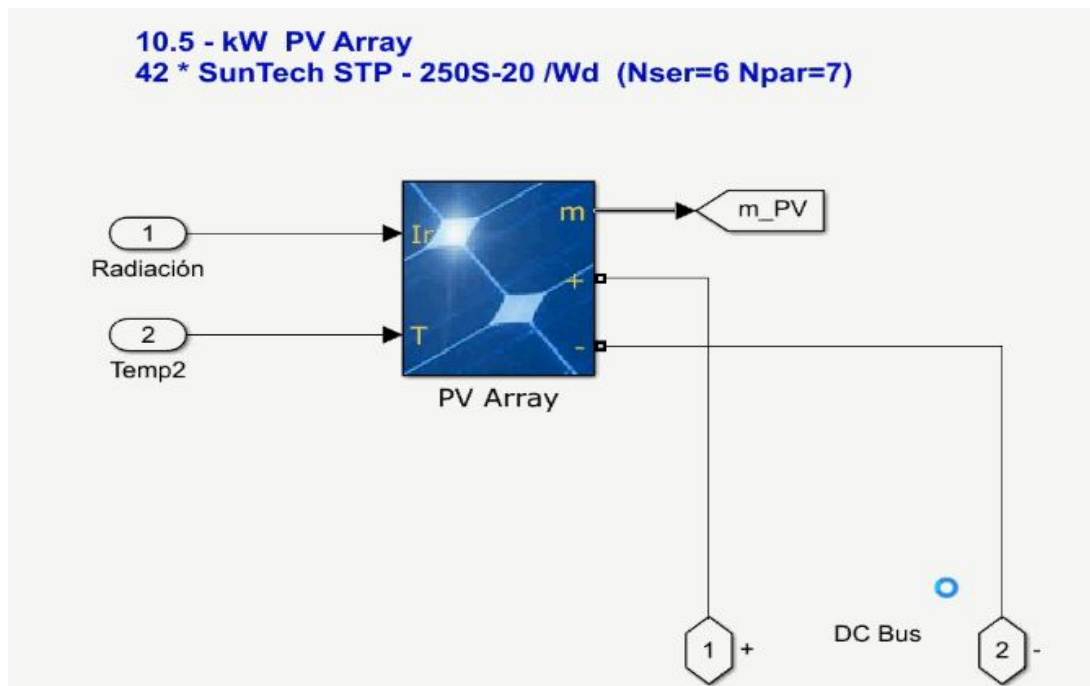 10.5 - kW  PV Array
42 * SunTech STP - 250S-20 /Wd  (Nser=6 Npar=7)
m
m_PV
1
Ir
Radiación
+
2
T
-
Temp2
PV Array
DC Bus
1
+
2
-